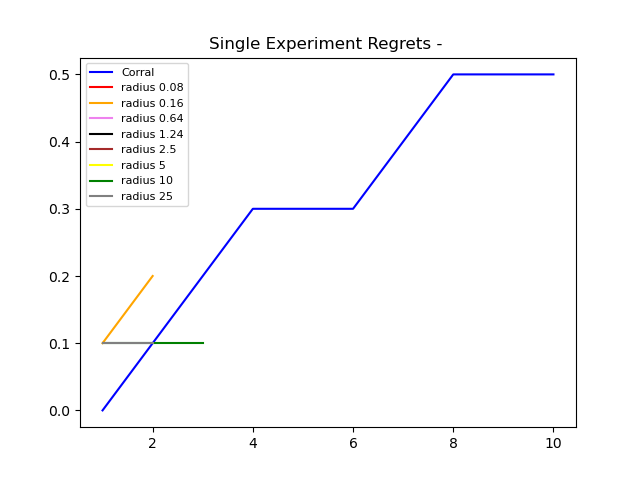 Single Experiment Regrets -
Corral
radius 0.08
radius 0.16
radius 0.64
radius 1.24
radius 2.5
radius 5
radius 10
radius 25
0.5
0.4
0.3
0.2
0.1
0.0
2 4 6 8 10